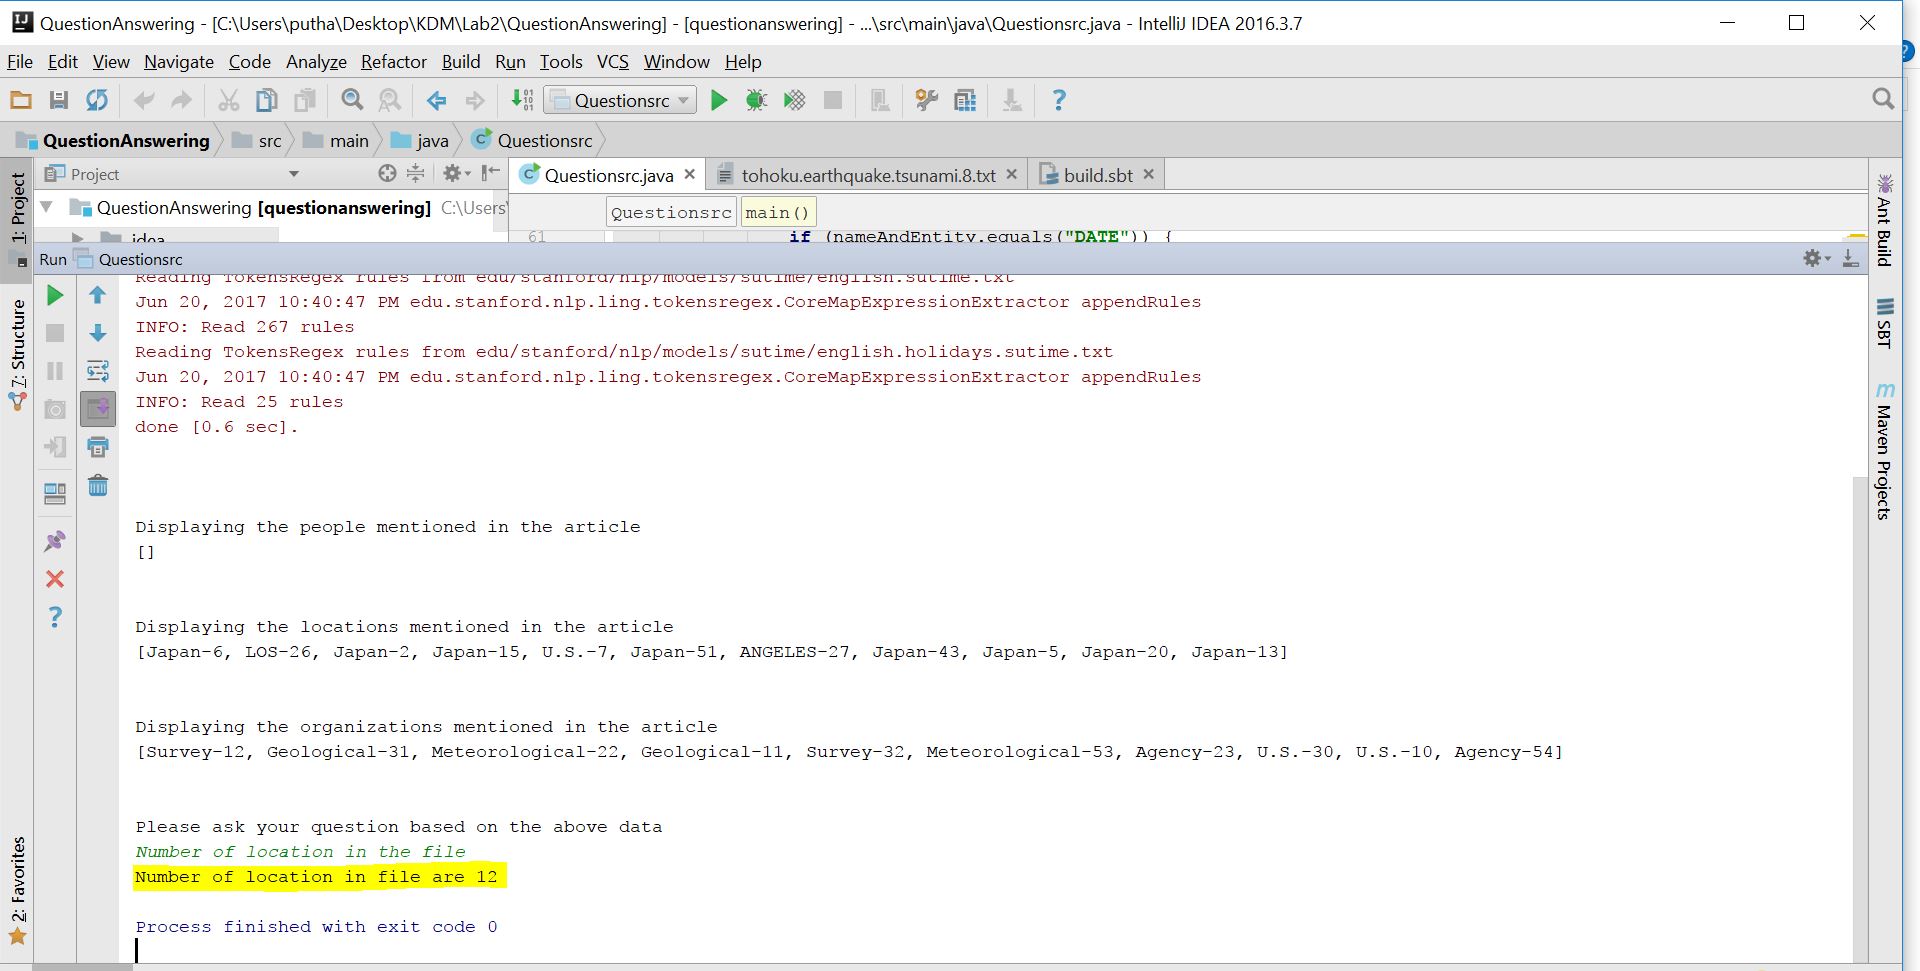 QuestionAnswering - [C:\Users\putha\Desktop\KDM\Lab2\QuestionAnswering] - [questionanswering] - ...\src\main\java\Questionsrc.java - IntelliJ IDEA 2016.3.7
File Edit View Navigate Code Analyze Refactor Build Run Tools VCS Window Help
Questionsrc
QuestionAnswering src main java Questionsrc
Project
Questionsrc.java tohoku.earthquake.tsunami.8.txt build.sbt
QuestionAnswering [questionanswering] C:\Users\
Questionsrc main()
.idea
61 if (nameAndEntity.equals("DATE")) {
Run Questionsrc
Reading TokensRegex rules from edu/stanford/nlp/models/sutime/english.sutime.txt
Jun 20, 2017 10:40:47 PM edu.stanford.nlp.ling.tokensregex.CoreMapExpressionExtractor appendRules
INFO: Read 267 rules
Reading TokensRegex rules from edu/stanford/nlp/models/sutime/english.holidays.sutime.txt
Jun 20, 2017 10:40:47 PM edu.stanford.nlp.ling.tokensregex.CoreMapExpressionExtractor appendRules
INFO: Read 25 rules
done [0.6 sec].
Displaying the people mentioned in the article
[]
Displaying the locations mentioned in the article
[Japan-6, LOS-26, Japan-2, Japan-15, U.S.-7, Japan-51, ANGELES-27, Japan-43, Japan-5, Japan-20, Japan-13]
Displaying the organizations mentioned in the article
[Survey-12, Geological-31, Meteorological-22, Geological-11, Survey-32, Meteorological-53, Agency-23, U.S.-30, U.S.-10, Agency-54]
Please ask your question based on the above data
Number of location in the file
Number of location in file are 12
Process finished with exit code 0
1: Project
7: Structure
2: Favorites
Ant Build
SBT
Maven Projects